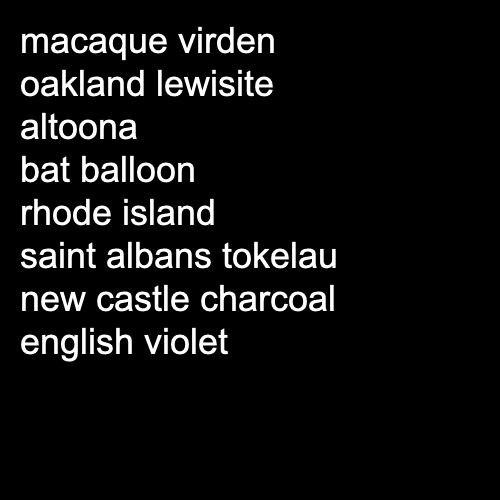 macaque virden
oakland lewisite
altoona
bat balloon
rhode island
saint albans tokelau
new castle charcoal
english violet